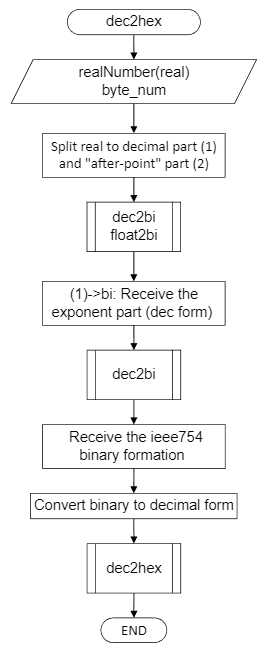 dec2hex
realNumber(real)
byte_num
Split real to decimal part (1)
and "after-point" part (2)
dec2bi
float2bi
(1)->bi: Receive the
exponent part (dec form)
dec2bi
Receive the ieee754
binary formation
Convert binary to decimal form
dec2hex
END